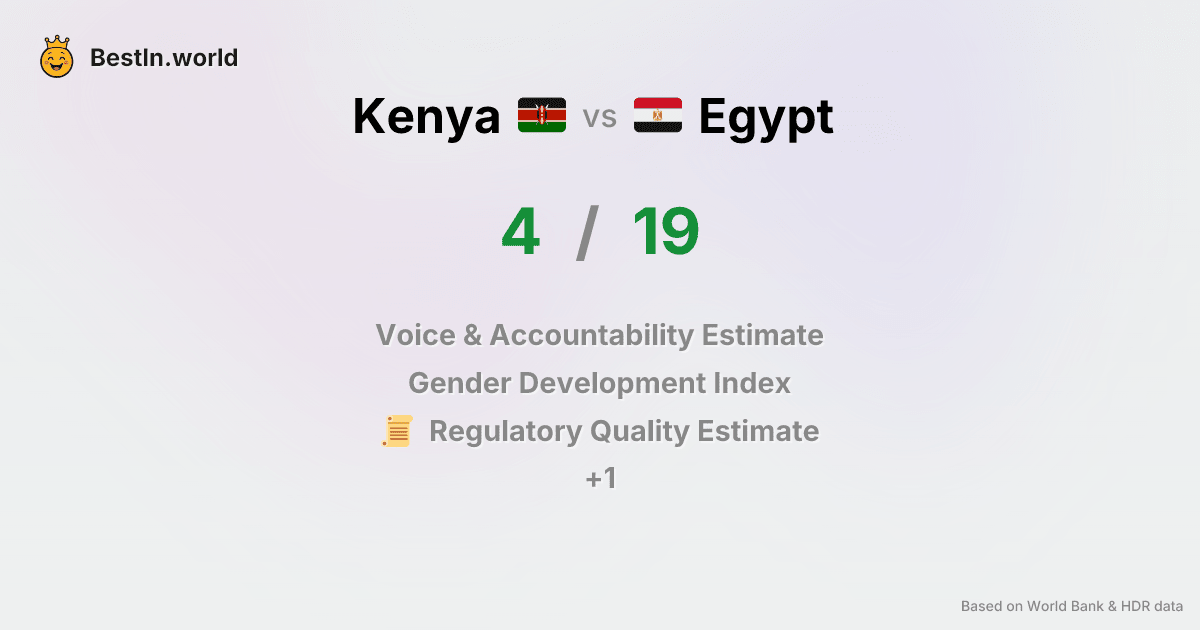 BestIn.world
Kenya vs Egypt
4 / 19
Voice & Accountability Estimate
Gender Development Index
Regulatory Quality Estimate
+1
Based on World Bank & HDR data